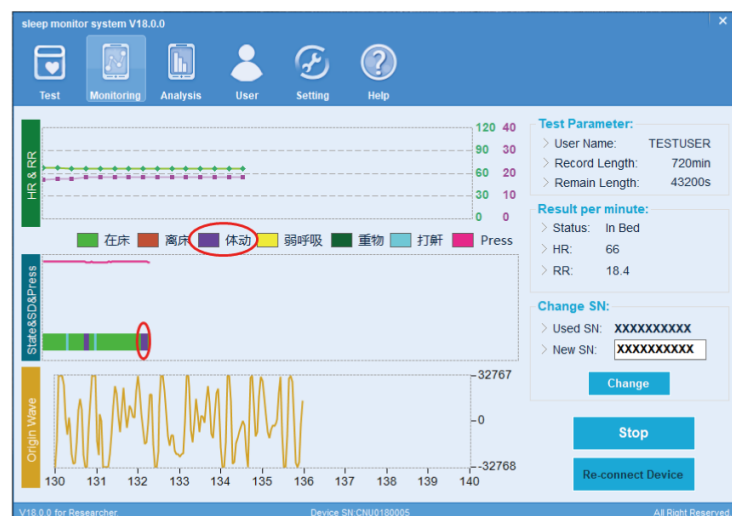 sleep monitor system V18.0.0
×
Test Monitoring Analysis User Setting Help
HR & RR
120 40
90 30
60 20
30 10
0 0
在床 离床 体动 弱呼吸 重物 打鼾 Press
State&SD&Press
Origin Wave
32767
0
-32768
130 131 132 133 134 135 136 137 138 139 140
Test Parameter:
> User Name: TESTUSER
> Record Length: 720min
> Remain Length: 43200s
Result per minute:
> Status: In Bed
> HR: 66
> RR: 18.4
Change SN:
> Used SN: XXXXXXXXXX
> New SN: XXXXXXXXXX
Change
Stop
Re-connect Device
V18.0.0 for Researcher Device SN:CNU0180005 All Right Reserved